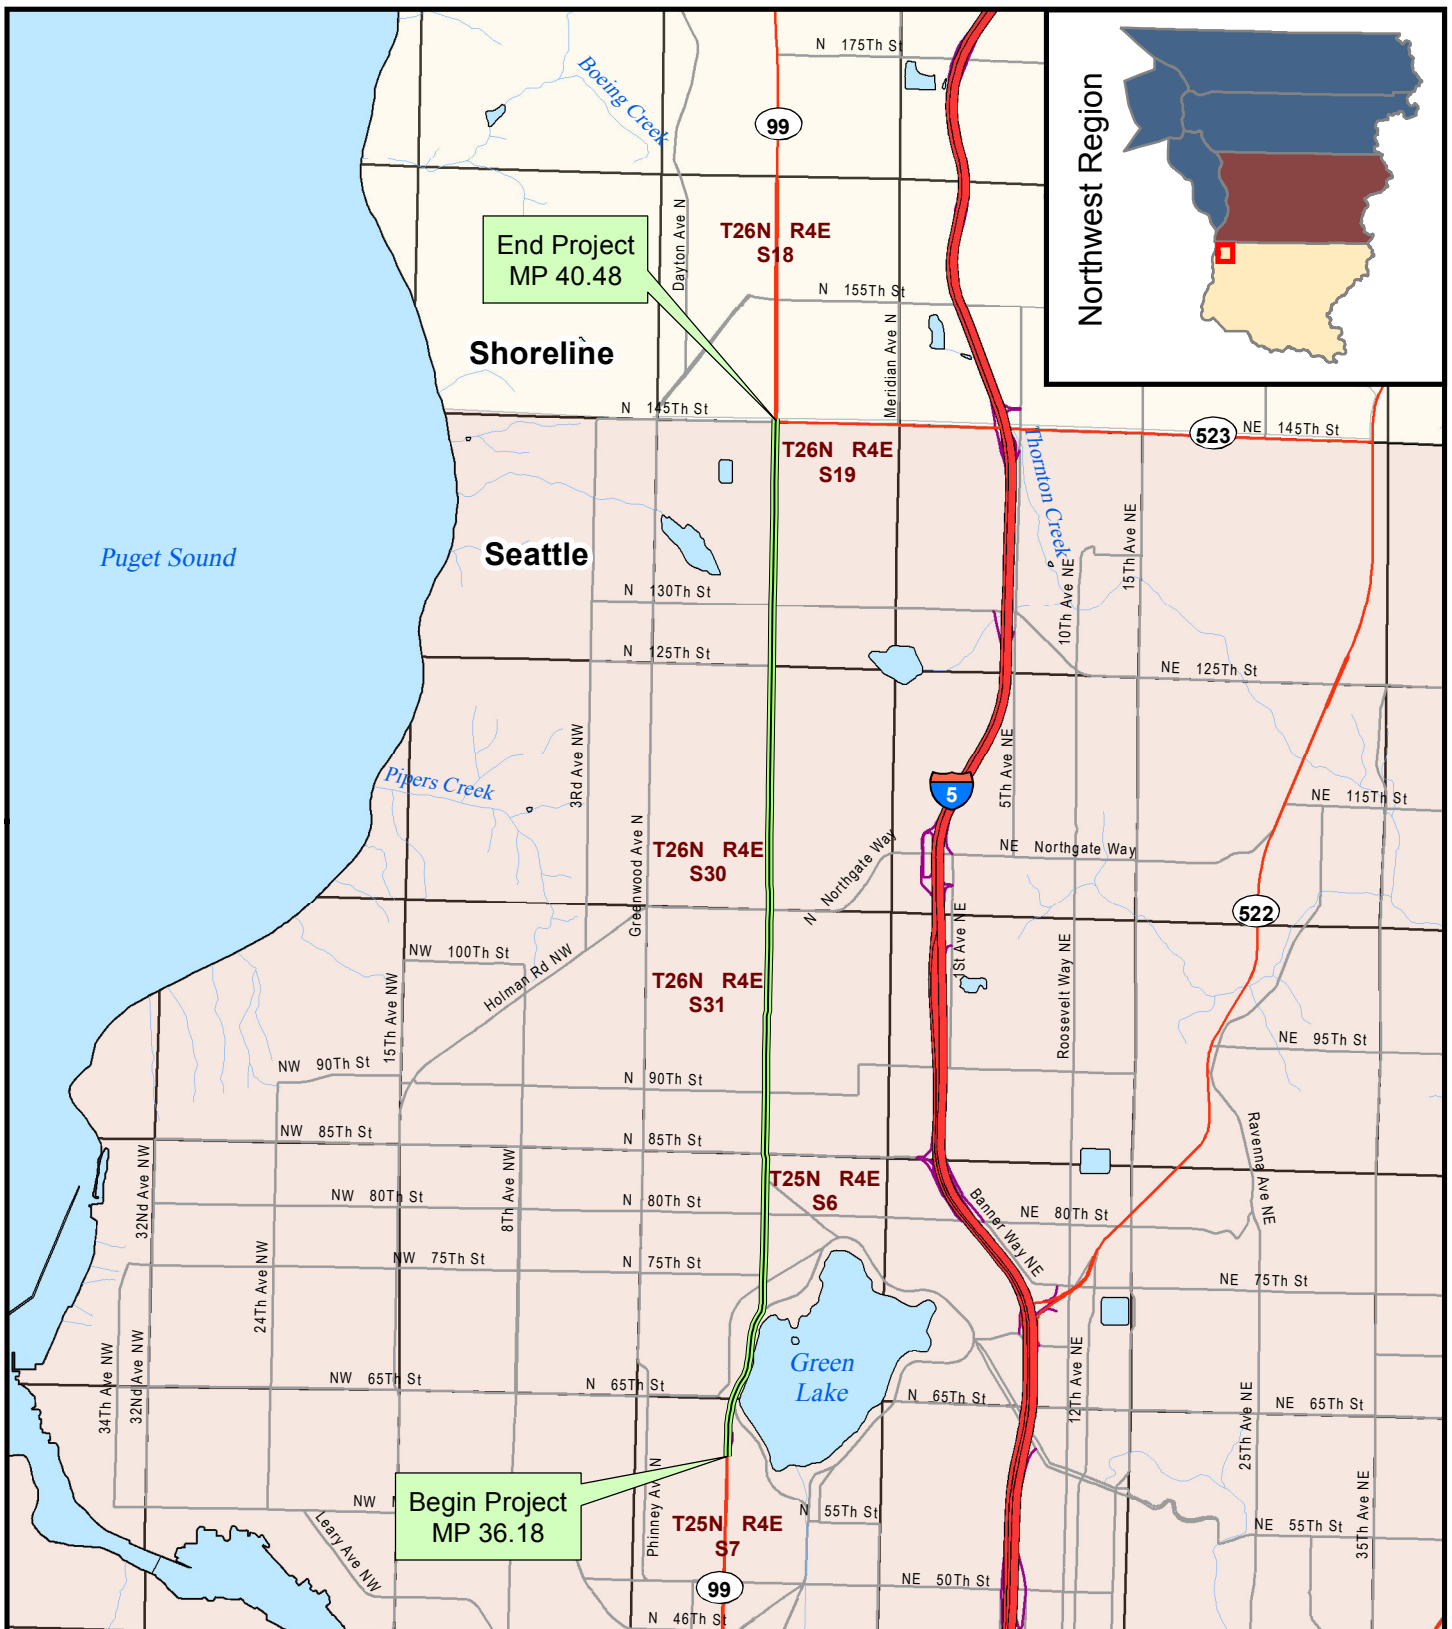 N 175Th St
Boeing Creek
99
Northwest Region
Dayton Ave N
T26N R4E
S18
End Project
MP 40.48
N 155Th St
Meridian Ave N
Shoreline
N 145Th St
523
NE 145Th St
T26N R4E
S19
Thornton Creek
Puget Sound
Seattle
15Th Ave NE
10Th Ave NE
N 130Th St
N 125Th St
NE 125Th St
3Rd Ave NW
5Th Ave NE
Pipers Creek
5
NE 115Th St
Greenwood Ave N
T26N R4E
S30
N Northgate Way
NE Northgate Way
522
NW 100Th St
Holman Rd NW
1St Ave NE
T26N R4E
S31
15Th Ave NW
Roosevelt Way NE
NE 95Th St
NW 90Th St
N 90Th St
NW 85Th St
N 85Th St
Ravenna Ave NE
32Nd Ave NW
8Th Ave NW
T25N R4E
S6
NW 80Th St
N 80Th St
NE 80Th St
Banner Way NE
24Th Ave NW
NW 75Th St
N 75Th St
NE 75Th St
34Th Ave NW
32Nd Ave NW
Green
Lake
12Th Ave NE
NW 65Th St
N 65Th St
N 65Th St
NE 65Th St
25Th Ave NE
35Th Ave NE
Begin Project
MP 36.18
NW
Leary Ave NW
Phinney Ave N
T25N R4E
S7
N 55Th St
NE 55Th St
99
NE 50Th St
N 46Th St